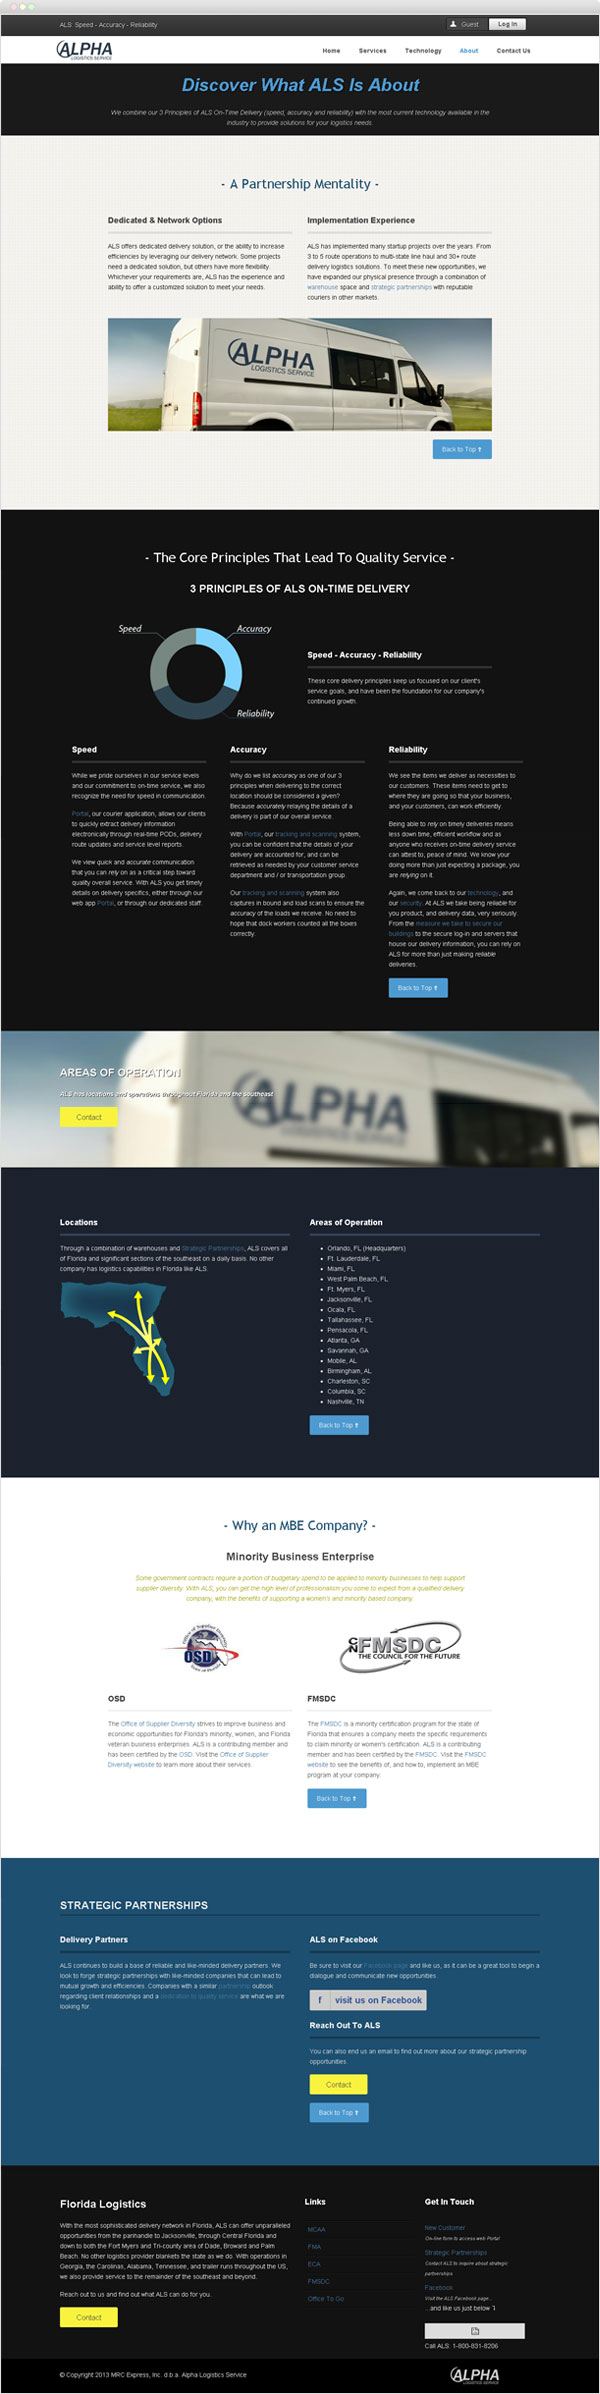 ALS: Speed - Accuracy - Reliability
Guest
Log In
ALPHA
LOGISTICS SERVICE
Home
Services
Technology
About
Contact Us
Discover What ALS Is About
We combine our 3 Principles of ALS On-Time Delivery (speed, accuracy and reliability) with the most current technology available in the
industry to provide solutions for your logistics needs.
- A Partnership Mentality -
Dedicated & Network Options
ALS offers dedicated delivery solution, or the ability to increase
efficiencies by leveraging our delivery network. Some projects
need a dedicated solution, but others have more flexibility.
Whichever your requirements are, ALS has the experience and
ability to offer a customized solution to meet your needs.
Implementation Experience
ALS has implemented many startup projects over the years. From
3 to 5 route operations to multi-state line haul and 30+ route
delivery logistics solutions. To meet these new opportunities, we
have expanded our physical presence through a combination of
warehouse space and strategic partnerships with reputable
couriers in other markets.
ALPHA
LOGISTICS SERVICE
Back to Top ↑
- The Core Principles That Lead To Quality Service -
3 PRINCIPLES OF ALS ON-TIME DELIVERY
Speed
Accuracy
Reliability
Speed - Accuracy - Reliability
These core delivery principles keep us focused on our client's
service goals, and have been the foundation for our company's
continued growth.
Speed
While we pride ourselves in our service levels
and our commitment to on-time service, we also
recognize the need for speed in communication.
Portal, our courier application, allows our clients
to quickly extract delivery information
electronically through real-time PODs, delivery
route updates and service level reports.
We view quick and accurate communication
that you can rely on as a critical step toward
quality overall service. With ALS you get timely
details on delivery specifics, either through our
web app Portal, or through our dedicated staff.
Accuracy
Why do we list accuracy as one of our 3
principles when delivering to the correct
location should be considered a given?
Because accurately relaying the details of a
delivery is part of our overall service.
With Portal, our tracking and scanning system,
you can be confident that the details of your
delivery are accounted for, and can be
retrieved as needed by your customer service
department and / or transportation group.
Our tracking and scanning system also
captures in bound and load scans to ensure the
accuracy of the loads we receive. No need to
hope that dock workers counted all the boxes
correctly.
Reliability
We see the items we deliver as necessities to
our customers. These items need to get to
where they are going so that your business,
and your customers, can work efficiently.
Being able to rely on timely deliveries means
less down time, efficient workflow and as
anyone who receives on-time delivery service
can attest to, peace of mind. We know your
doing more than just expecting a package, you
are relying on it.
Again, we come back to our technology, and
our security. At ALS we take being reliable for
you product, and delivery data, very seriously.
From the measure we take to secure our
buildings to the secure log-in and servers that
house our delivery information, you can rely on
ALS for more than just making reliable
deliveries.
Back to Top ↑
AREAS OF OPERATION
ALS has locations and operations throughout Florida and the southeast
Contact
ALPHA
LOGISTICS SERVICE
Locations
Through a combination of warehouses and Strategic Partnerships, ALS covers all
of Florida and significant sections of the southeast on a daily basis. No other
company has logistics capabilities in Florida like ALS.
Areas of Operation
Orlando, FL (Headquarters)
Ft. Lauderdale, FL
Miami, FL
West Palm Beach, FL
Ft. Myers, FL
Jacksonville, FL
Ocala, FL
Tallahassee, FL
Pensacola, FL
Atlanta, GA
Savannah, GA
Mobile, AL
Birmingham, AL
Charleston, SC
Columbia, SC
Nashville, TN
Back to Top ↑
- Why an MBE Company? -
Minority Business Enterprise
Some government contracts require a portion of budgetary spend to be applied to minority businesses to help support
supplier diversity. With ALS, you can get the high level of professionalism you come to expect from a qualified delivery
company, with the benefits of supporting a women's and minority based company.
Office of Supplier Diversity
OSD
State of Florida
CN FMSDC
THE COUNCIL FOR THE FUTURE
OSD
The Office of Supplier Diversity strives to improve business and
economic opportunities for Florida's minority, women, and Florida
veteran business enterprises. ALS is a contributing member and
has been certified by the OSD. Visit the Office of Supplier
Diversity website to learn more about their services.
FMSDC
The FMSDC is a minority certification program for the state of
Florida that ensures a company meets the specific requirements
to claim minority or women's certification. ALS is a contributing
member and has been certified by the FMSDC. Visit the FMSDC
website to see the benefits of, and how to, implement an MBE
program at your company.
Back to Top ↑
STRATEGIC PARTNERSHIPS
Delivery Partners
ALS continues to build a base of reliable and like-minded delivery partners. We
look to forge strategic partnerships with like-minded companies that can lead to
mutual growth and efficiencies. Companies with a similar partnership outlook
regarding client relationships and a dedication to quality service are what we are
looking for.
ALS on Facebook
Be sure to visit our Facebook page and like us, as it can be a great tool to begin a
dialogue and communicate new opportunities.
f visit us on Facebook
Reach Out To ALS
You can also end us an email to find out more about our strategic partnership
opportunities.
Contact
Back to Top ↑
Florida Logistics
With the most sophisticated delivery network in Florida, ALS can offer unparalleled
opportunities from the panhandle to Jacksonville, through Central Florida and
down to both the Fort Myers and Tri-county area of Dade, Broward and Palm
Beach. No other logistics provider blankets the state as we do. With operations in
Georgia, the Carolinas, Alabama, Tennessee, and trailer runs throughout the US,
we also provide service to the remainder of the southeast and beyond.
Reach out to us and find out what ALS can do for you.
Contact
Links
MCAA
FMA
ECA
FMSDC
Office To Go
Get In Touch
New Customer
On-line form to access web Portal
Strategic Partnerships
Contact ALS to inquire about strategic
partnerships
Facebook
Visit the ALS Facebook page...
...and like us just below
Call ALS: 1-800-831-8206
© Copyright 2013 MRC Express, Inc. d.b.a. Alpha Logistics Service
ALPHA
LOGISTICS SERVICE